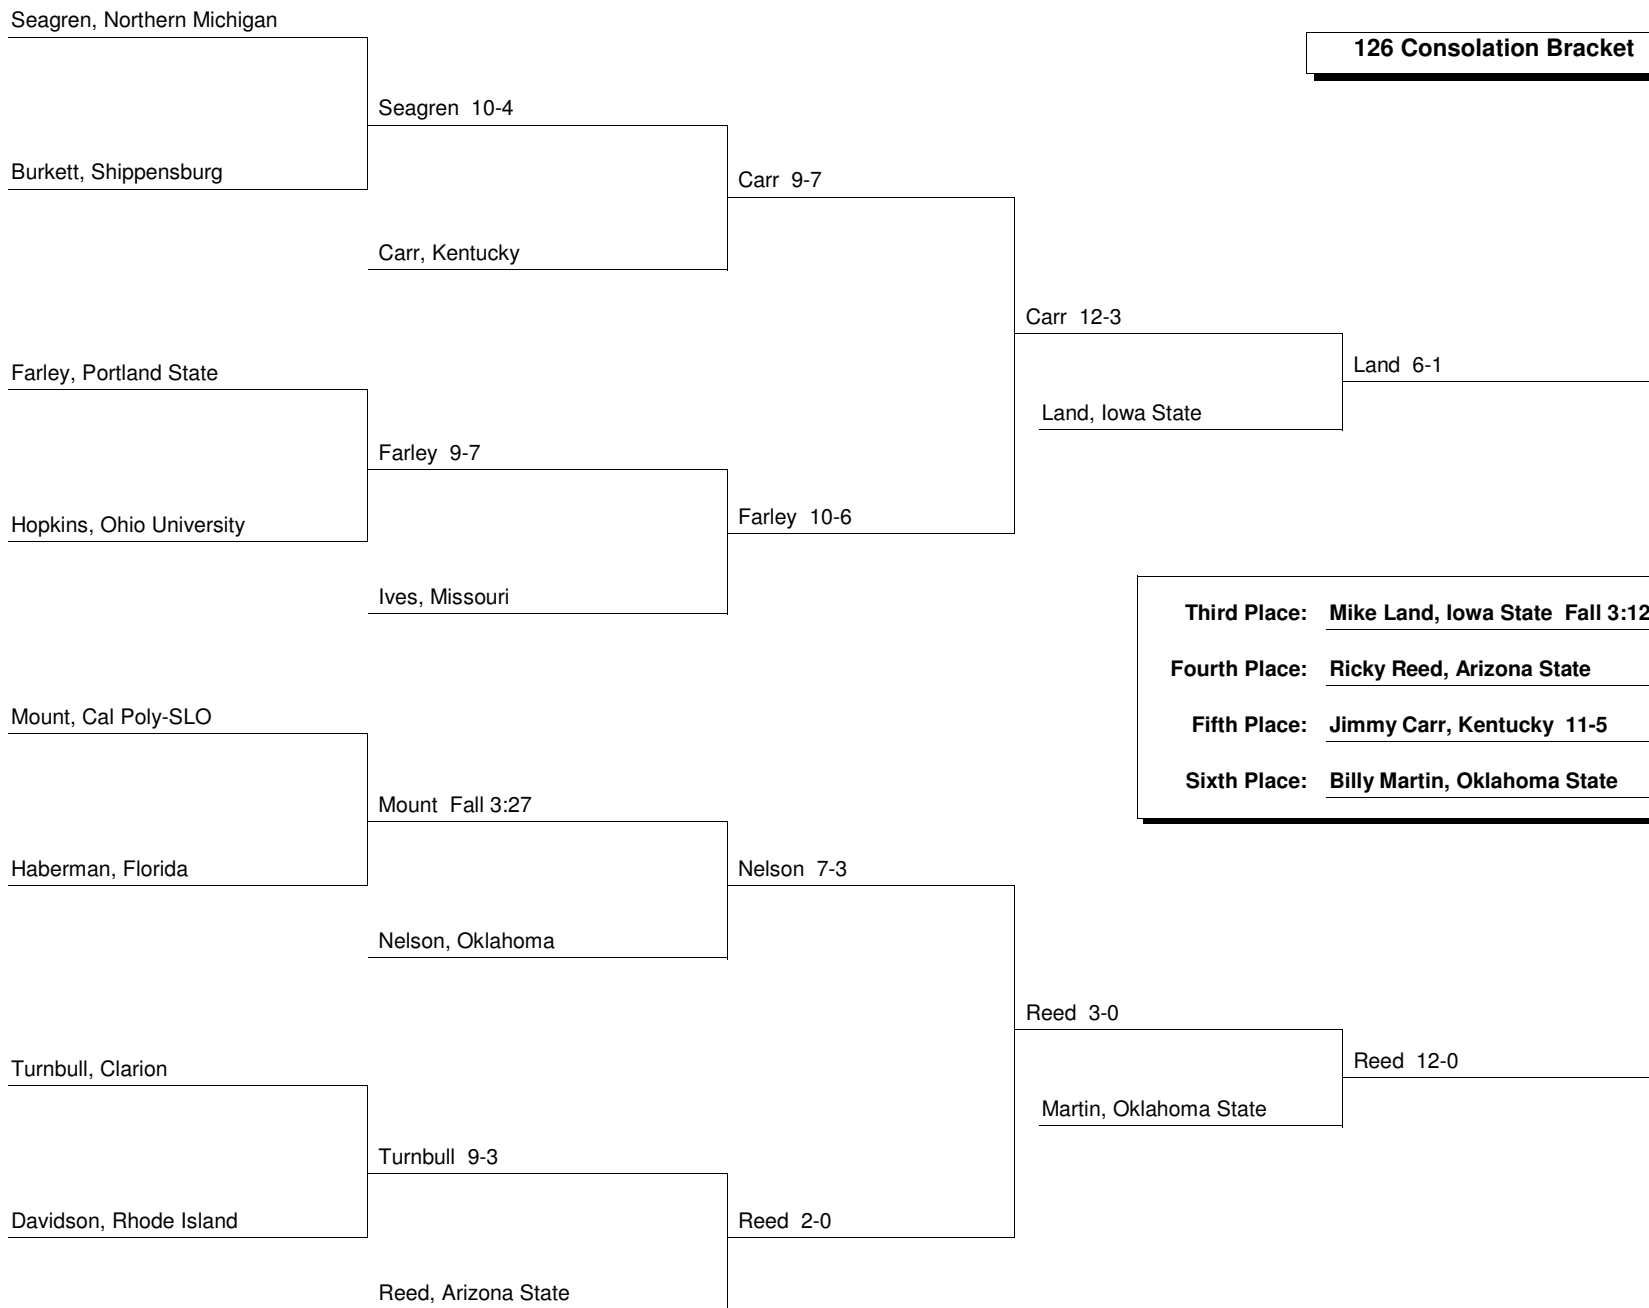 Seagren, Northern Michigan
126 Consolation Bracket
Seagren 10-4
Burkett, Shippensburg
Carr 9-7
Carr, Kentucky
Carr 12-3
Farley, Portland State
Land 6-1
Land, Iowa State
Farley 9-7
Hopkins, Ohio University
Farley 10-6
Ives, Missouri
Third Place: Mike Land, Iowa State Fall 3:12
Fourth Place: Ricky Reed, Arizona State
Mount, Cal Poly-SLO
Fifth Place: Jimmy Carr, Kentucky 11-5
Sixth Place: Billy Martin, Oklahoma State
Mount Fall 3:27
Haberman, Florida
Nelson 7-3
Nelson, Oklahoma
Reed 3-0
Turnbull, Clarion
Reed 12-0
Martin, Oklahoma State
Turnbull 9-3
Davidson, Rhode Island
Reed 2-0
Reed, Arizona State